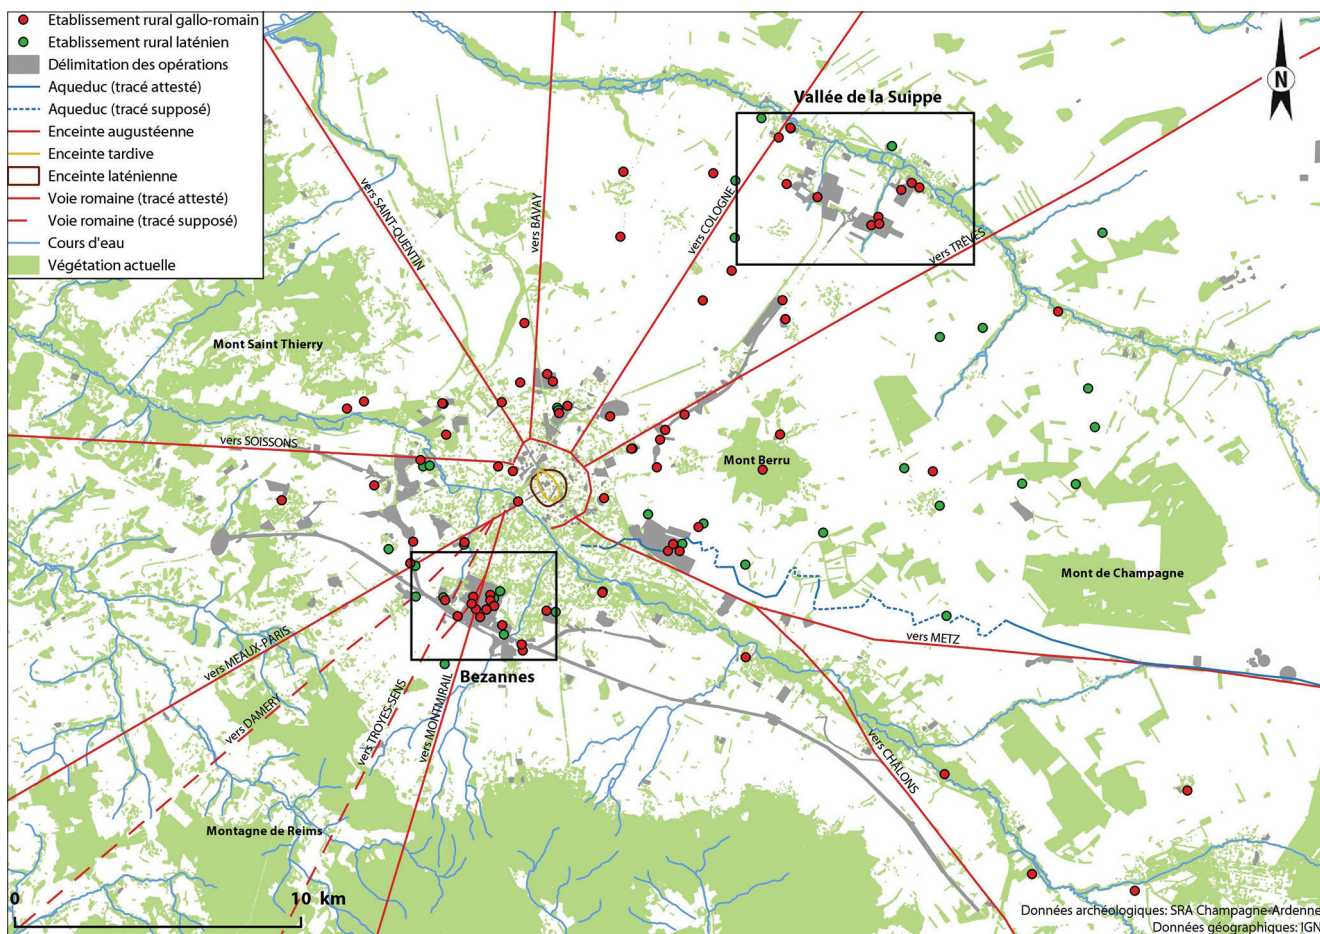 Etablissement rural gallo-romain
Etablissement rural laténien
Délimitation des opérations
Aqueduc (tracé attesté)
Aqueduc (tracé supposé)
Enceinte augustéenne
Enceinte tardive
Enceinte laténienne
Voie romaine (tracé attesté)
Voie romaine (tracé supposé)
Cours d'eau
Végétation actuelle
N
Vallée de la Suippe
vers SAINT-QUENTIN
vers BAVAY
vers COLOGNE
vers TRÈVES
Mont Saint Thierry
vers SOISSONS
Mont Berru
Mont de Champagne
vers METZ
vers MEAUX-PARIS
Bezannes
vers DAMERY
vers TROYES-SENS
vers MONTMIRAIL
vers CHÂLONS
Montagne de Reims
0 10 km
Données archéologiques: SRA Champagne-Ardenne
Données géographiques: IGN